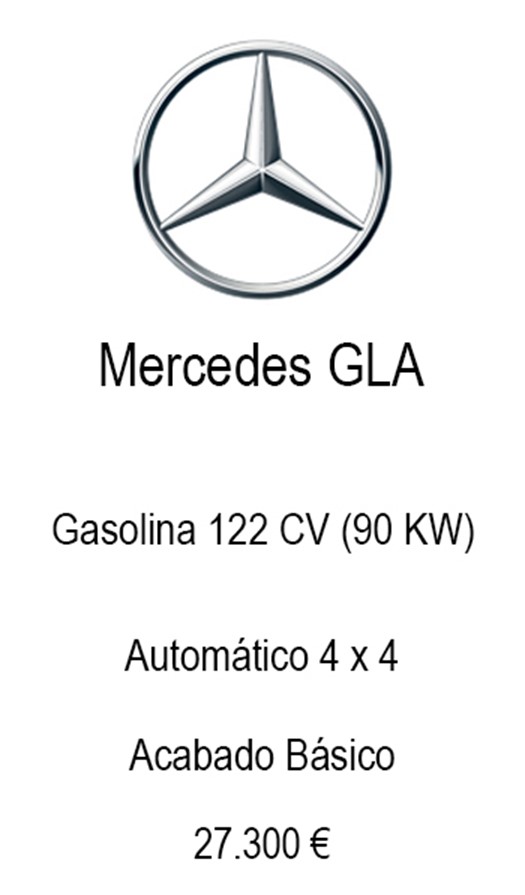 Mercedes GLA
Gasolina 122 CV (90 KW)
Automático 4 x 4
Acabado Básico
27.300 €